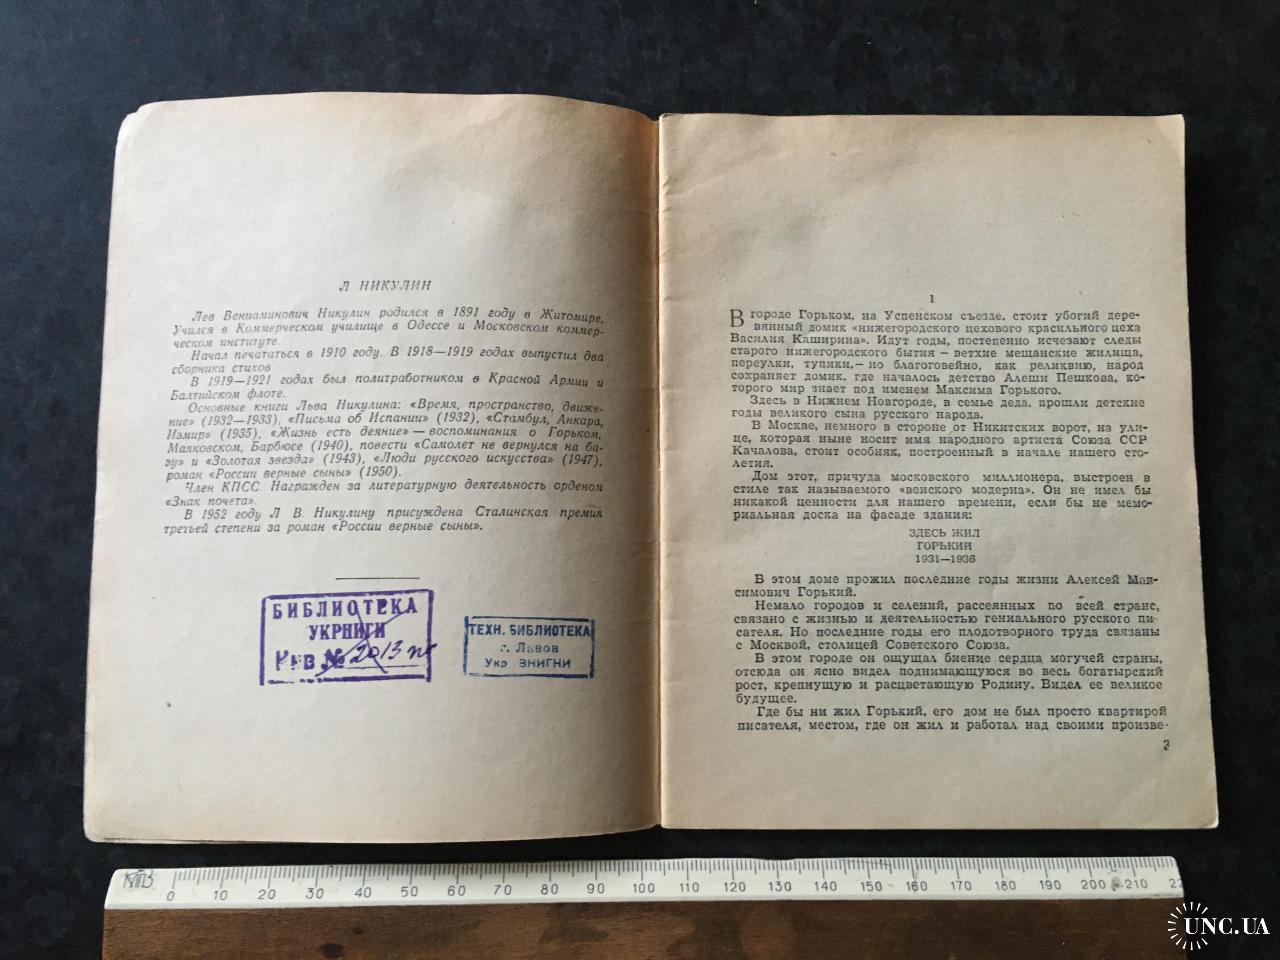 Л НИКУЛИН
Лев Вениаминович Никулин родился в 1891 году в Житомире.
Учился в Коммерческом училище в Одессе и Московском коммер-
ческом институте.
Начал печататься в 1910 году. В 1918—1919 годах выпустил два
сборника стихов
В 1919—1921 годах был политработником в Красной Армии и
Балтийском флоте.
Основные книги Льва Никулина: «Время, пространство, движе-
ние» (1932—1933), «Письма об Испании» (1932), «Стамбул, Анкара,
Измир» (1935), «Жизнь есть деяние» — воспоминания о Горьком,
Маяковском, Барбюсе (1940), повести «Самолет не вернулся на ба-
зу» и «Золотая звезда» (1943), «Люди русского искусства» (1947),
роман «России верные сыны» (1950).
Член КПСС. Награжден за литературную деятельность орденом
«Знак почета».
В 1952 году Л. В. Никулину присуждена Сталинская премия
третьей степени за роман «России верные сыны».
БИБЛИОТЕКА
УКРНИГИ
Инв № 2013
ТЕХН. БИБЛИОТЕКА
г. Львов
Укр ВНИГНИ
1
В городе Горьком, на Успенском съезде, стоит убогий дере-
вянный домик «нижегородского цехового красильного цеха
Василия Каширина». Идут годы, постепенно исчезают следы
старого нижегородского бытия — ветхие мещанские жилища,
переулки, тупики,— но благоговейно, как реликвию, народ
сохраняет домик, где началось детство Алеши Пешкова, ко-
торого мир знает под именем Максима Горького.
Здесь в Нижнем Новгороде, в семье деда, прошли детские
годы великого сына русского народа.
В Москве, немного в стороне от Никитских ворот, на ули-
це, которая ныне носит имя народного артиста Союза ССР
Качалова, стоит особняк, построенный в начале нашего сто-
летия.
Дом этот, причуда московского миллионера, выстроен в
стиле так называемого «венского модерна». Он не имел бы
никакой ценности для нашего времени, если бы не мемо-
риальная доска на фасаде здания:
ЗДЕСЬ ЖИЛ
ГОРЬКИЙ
1931—1936
В этом доме прожил последние годы жизни Алексей Мак-
симович Горький.
Немало городов и селений, рассеянных по всей стране,
связано с жизнью и деятельностью гениального русского пи-
сателя. Но последние годы его плодотворного труда связаны
с Москвой, столицей Советского Союза.
В этом городе он ощущал биение сердца могучей страны,
отсюда он ясно видел поднимающуюся во весь богатырский
рост, крепнущую и расцветающую Родину. Видел ее великое
будущее.
Где бы ни жил Горький, его дом не был просто квартирой
писателя, местом, где он жил и работал над своими произве-
3
0 10 20 30 40 50 60 70 80 90 100 110 120 130 140 150 160 170 180 190 200 210 22
UNC.UA